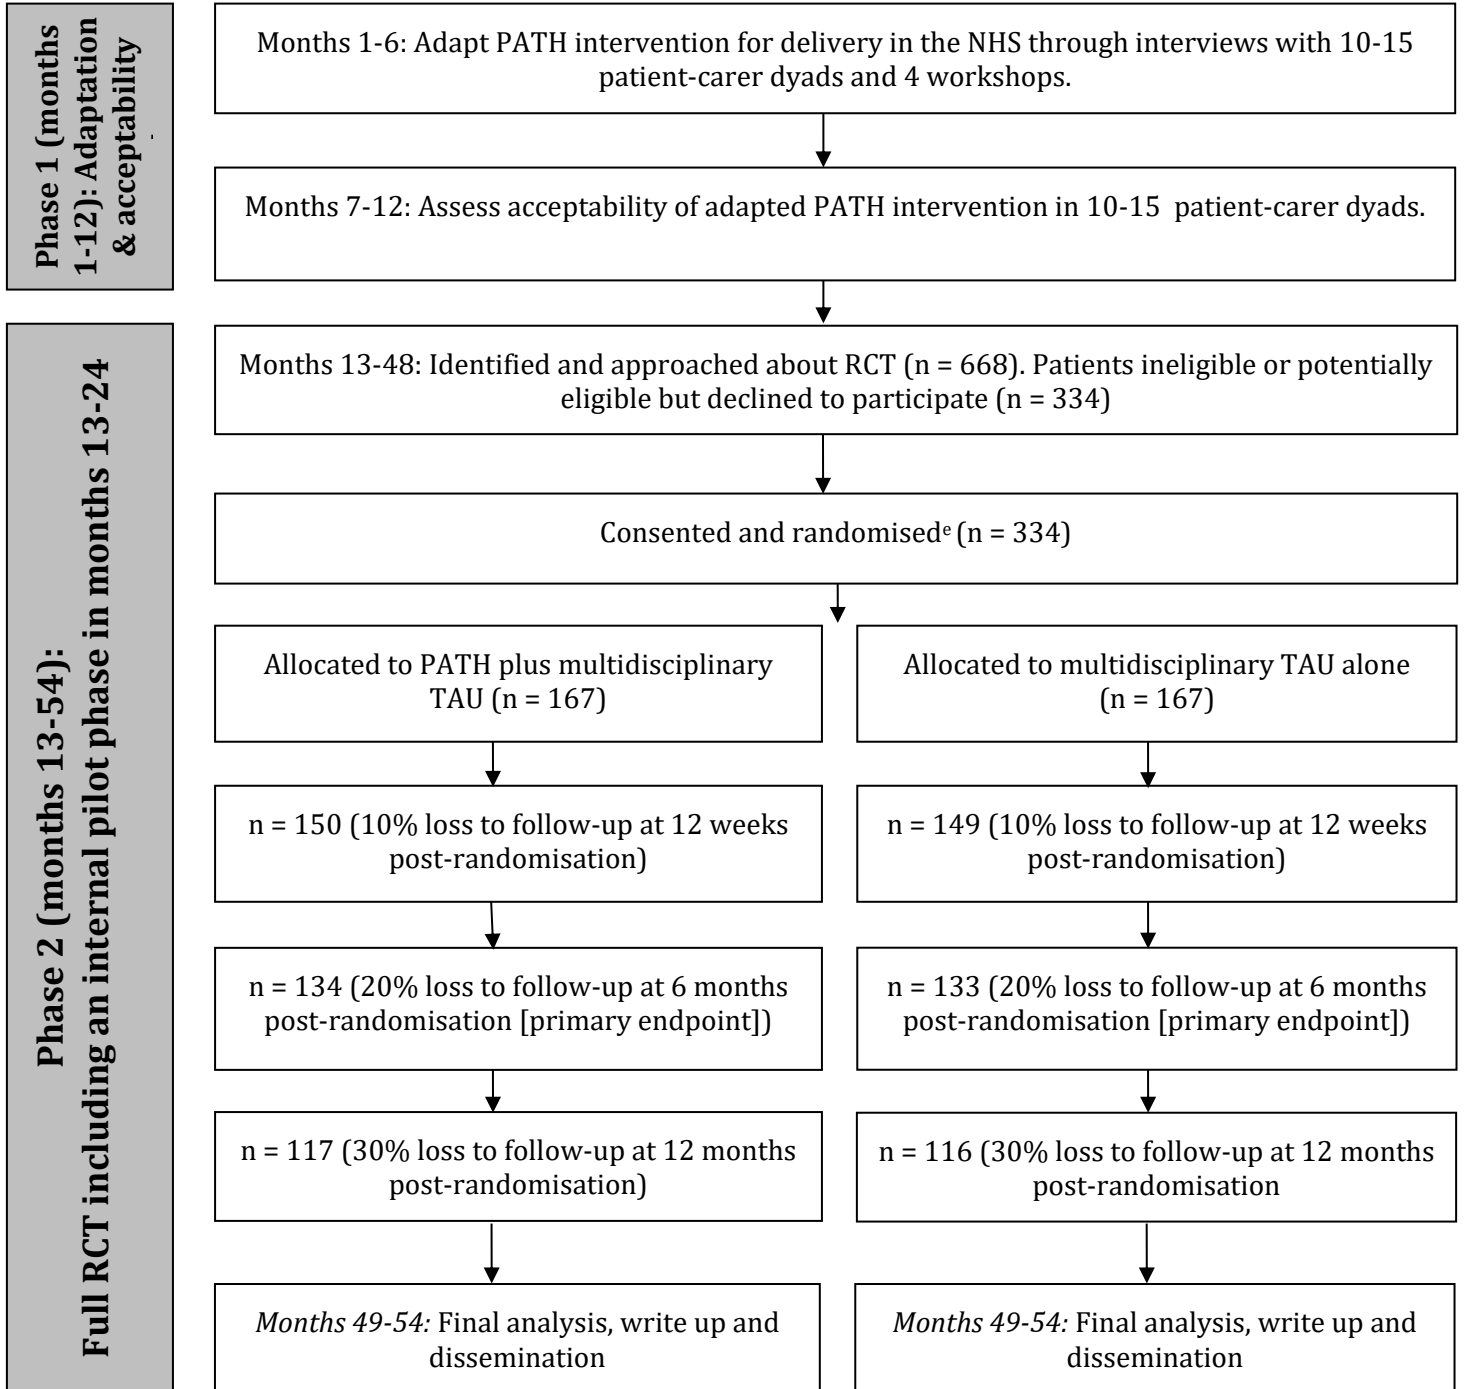 Phase 1 (months
1-12): Adaptation
& acceptability
Months 1-6: Adapt PATH intervention for delivery in the NHS through interviews with 10-15
patient-carer dyads and 4 workshops.
Months 7-12: Assess acceptability of adapted PATH intervention in 10-15 patient-carer dyads.
Phase 2 (months 13-54):
Full RCT including an internal pilot phase in months 13-24
Months 13-48: Identified and approached about RCT (n = 668). Patients ineligible or potentially
eligible but declined to participate (n = 334)
Consented and randomisedᵉ (n = 334)
Allocated to PATH plus multidisciplinary
TAU (n = 167)
Allocated to multidisciplinary TAU alone
(n = 167)
n = 150 (10% loss to follow-up at 12 weeks
post-randomisation)
n = 149 (10% loss to follow-up at 12 weeks
post-randomisation)
n = 134 (20% loss to follow-up at 6 months
post-randomisation [primary endpoint])
n = 133 (20% loss to follow-up at 6 months
post-randomisation [primary endpoint])
n = 117 (30% loss to follow-up at 12 months
post-randomisation)
n = 116 (30% loss to follow-up at 12 months
post-randomisation
Months 49-54: Final analysis, write up and
dissemination
Months 49-54: Final analysis, write up and
dissemination